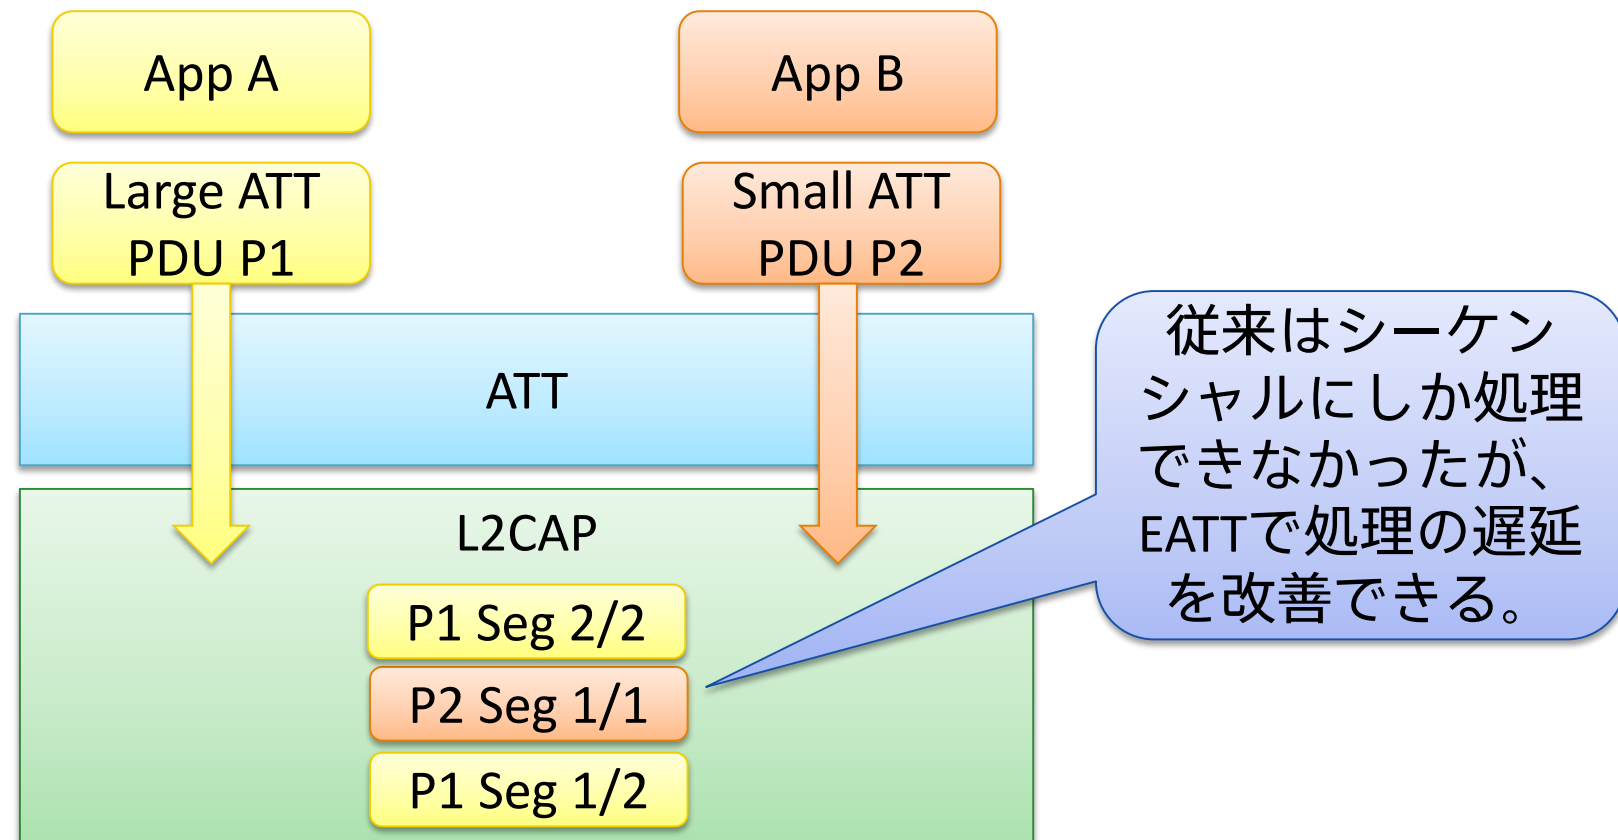 App A
App B
Large ATT
PDU P1
Small ATT
PDU P2
ATT
従来はシーケン
シャルにしか処理
できなかったが、
EATTで処理の遅延
を改善できる。
L2CAP
P1 Seg 2/2
P2 Seg 1/1
P1 Seg 1/2